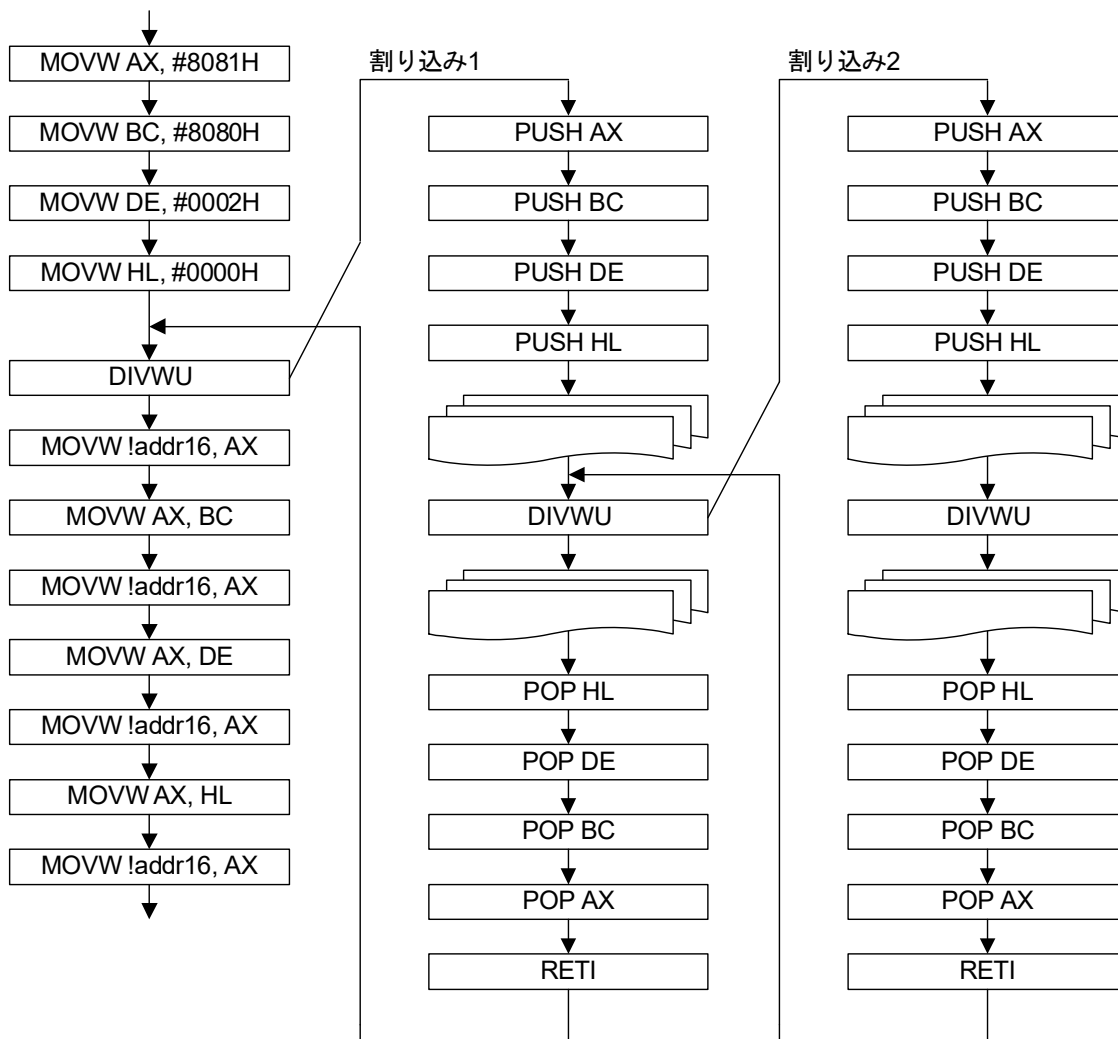 MOVW AX, #8081H
MOVW BC, #8080H
MOVW DE, #0002H
MOVW HL, #0000H
DIVWU
MOVW !addr16, AX
MOVW AX, BC
MOVW !addr16, AX
MOVW AX, DE
MOVW !addr16, AX
MOVW AX, HL
MOVW !addr16, AX
割り込み1
PUSH AX
PUSH BC
PUSH DE
PUSH HL
DIVWU
POP HL
POP DE
POP BC
POP AX
RETI
割り込み2
PUSH AX
PUSH BC
PUSH DE
PUSH HL
DIVWU
POP HL
POP DE
POP BC
POP AX
RETI